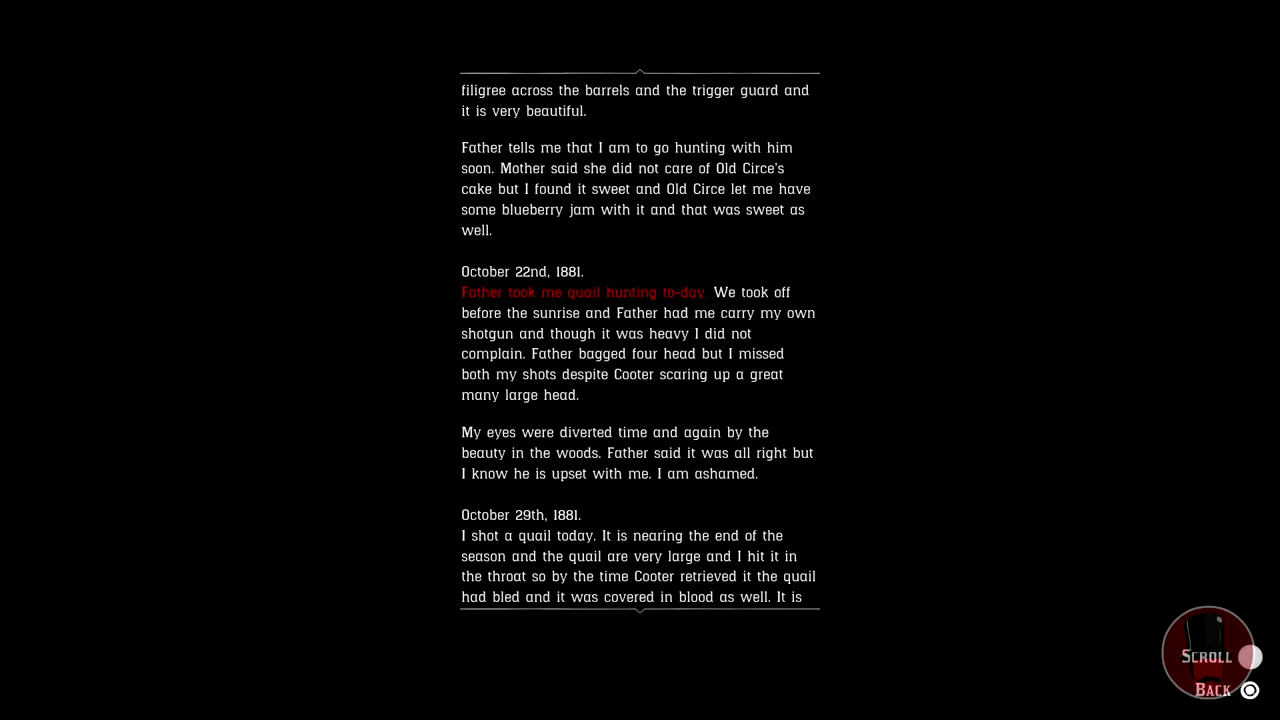 filigree across the barrels and the trigger guard and
it is very beautiful.
Father tells me that I am to go hunting with him
soon. Mother said she did not care of Old Circe's
cake but I found it sweet and Old Circe let me have
some blueberry jam with it and that was sweet as
well.
October 22nd, 1881.
Father took me quail hunting to-day. We took off
before the sunrise and Father had me carry my own
shotgun and though it was heavy I did not
complain. Father bagged four head but I missed
both my shots despite Cooter scaring up a great
many large head.
My eyes were diverted time and again by the
beauty in the woods. Father said it was all right but
I know he is upset with me. I am ashamed.
October 29th, 1881.
I shot a quail today. It is nearing the end of the
season and the quail are very large and I hit it in
the throat so by the time Cooter retrieved it the quail
had bled and it was covered in blood as well. It is
Scroll
Back